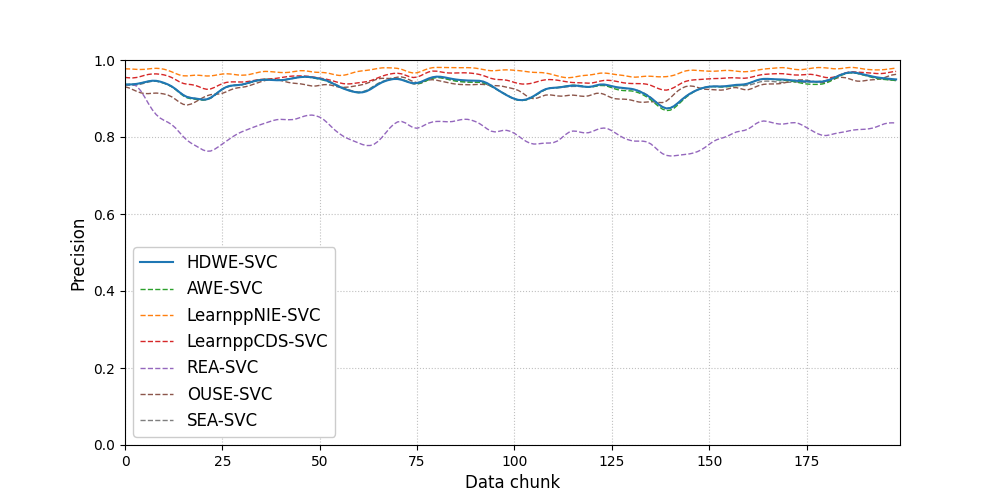 1.0
0.8
0.6
0.4
0.2
0.0
Precision
HDWE-SVC
AWE-SVC
LearnppNIE-SVC
LearnppCDS-SVC
REA-SVC
OUSE-SVC
SEA-SVC
0 25 50 75 100 125 150 175
Data chunk